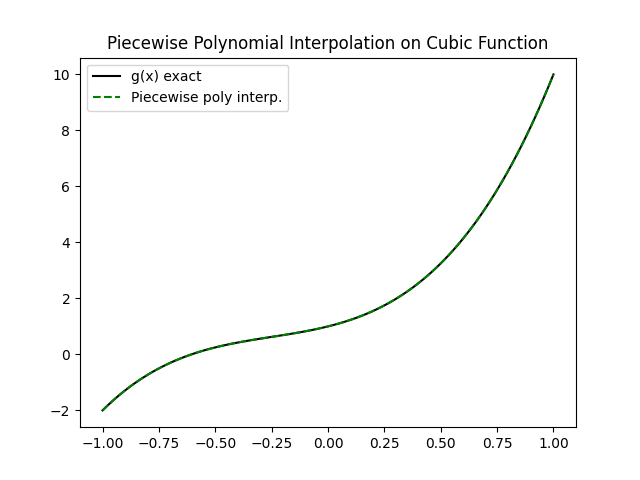 Piecewise Polynomial Interpolation on Cubic Function
g(x) exact
Piecewise poly interp.
10
8
6
4
2
0
−2
−1.00 −0.75 −0.50 −0.25 0.00 0.25 0.50 0.75 1.00